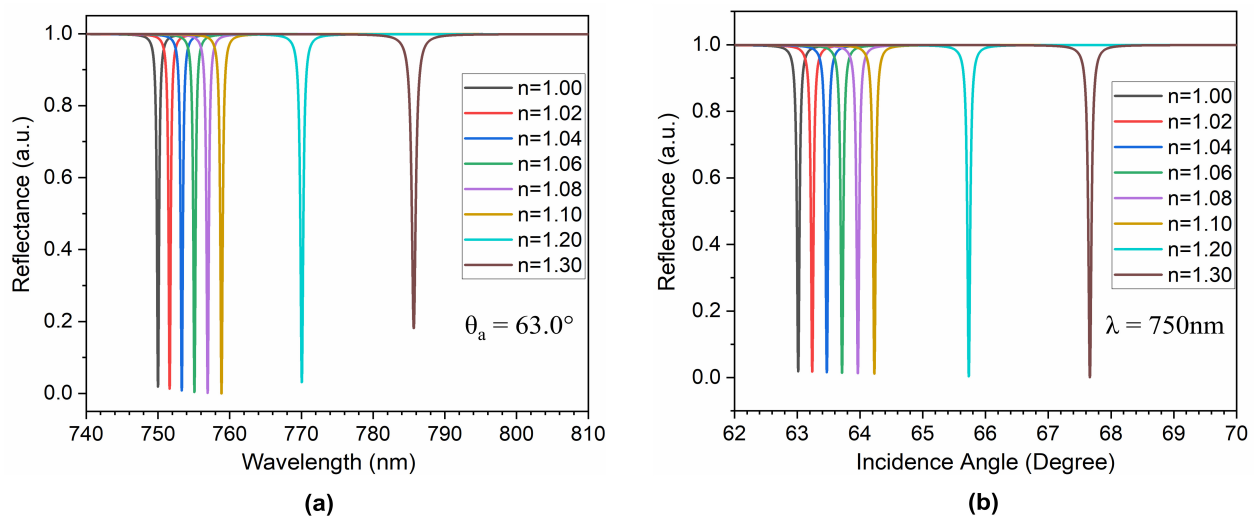 1.0
0.8
0.6
0.4
0.2
0.0
Reflectance (a.u.)
n=1.00
n=1.02
n=1.04
n=1.06
n=1.08
n=1.10
n=1.20
n=1.30
θa = 63.0°
740 750 760 770 780 790 800 810
Wavelength (nm)
(a)
1.0
0.8
0.6
0.4
0.2
0.0
Reflectance (a.u.)
n=1.00
n=1.02
n=1.04
n=1.06
n=1.08
n=1.10
n=1.20
n=1.30
λ = 750nm
62 63 64 65 66 67 68 69 70
Incidence Angle (Degree)
(b)